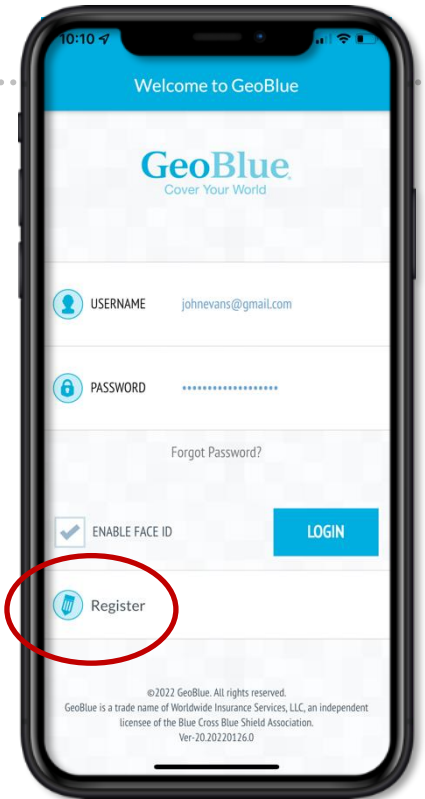 10:10
Welcome to GeoBlue
GeoBlue
Cover Your World
USERNAME johnevans@gmail.com
PASSWORD •••••••••••••••••••
Forgot Password?
ENABLE FACE ID LOGIN
Register
©2022 GeoBlue. All rights reserved.
GeoBlue is a trade name of Worldwide Insurance Services, LLC, an independent
licensee of the Blue Cross Blue Shield Association.
Ver-20.20220126.0